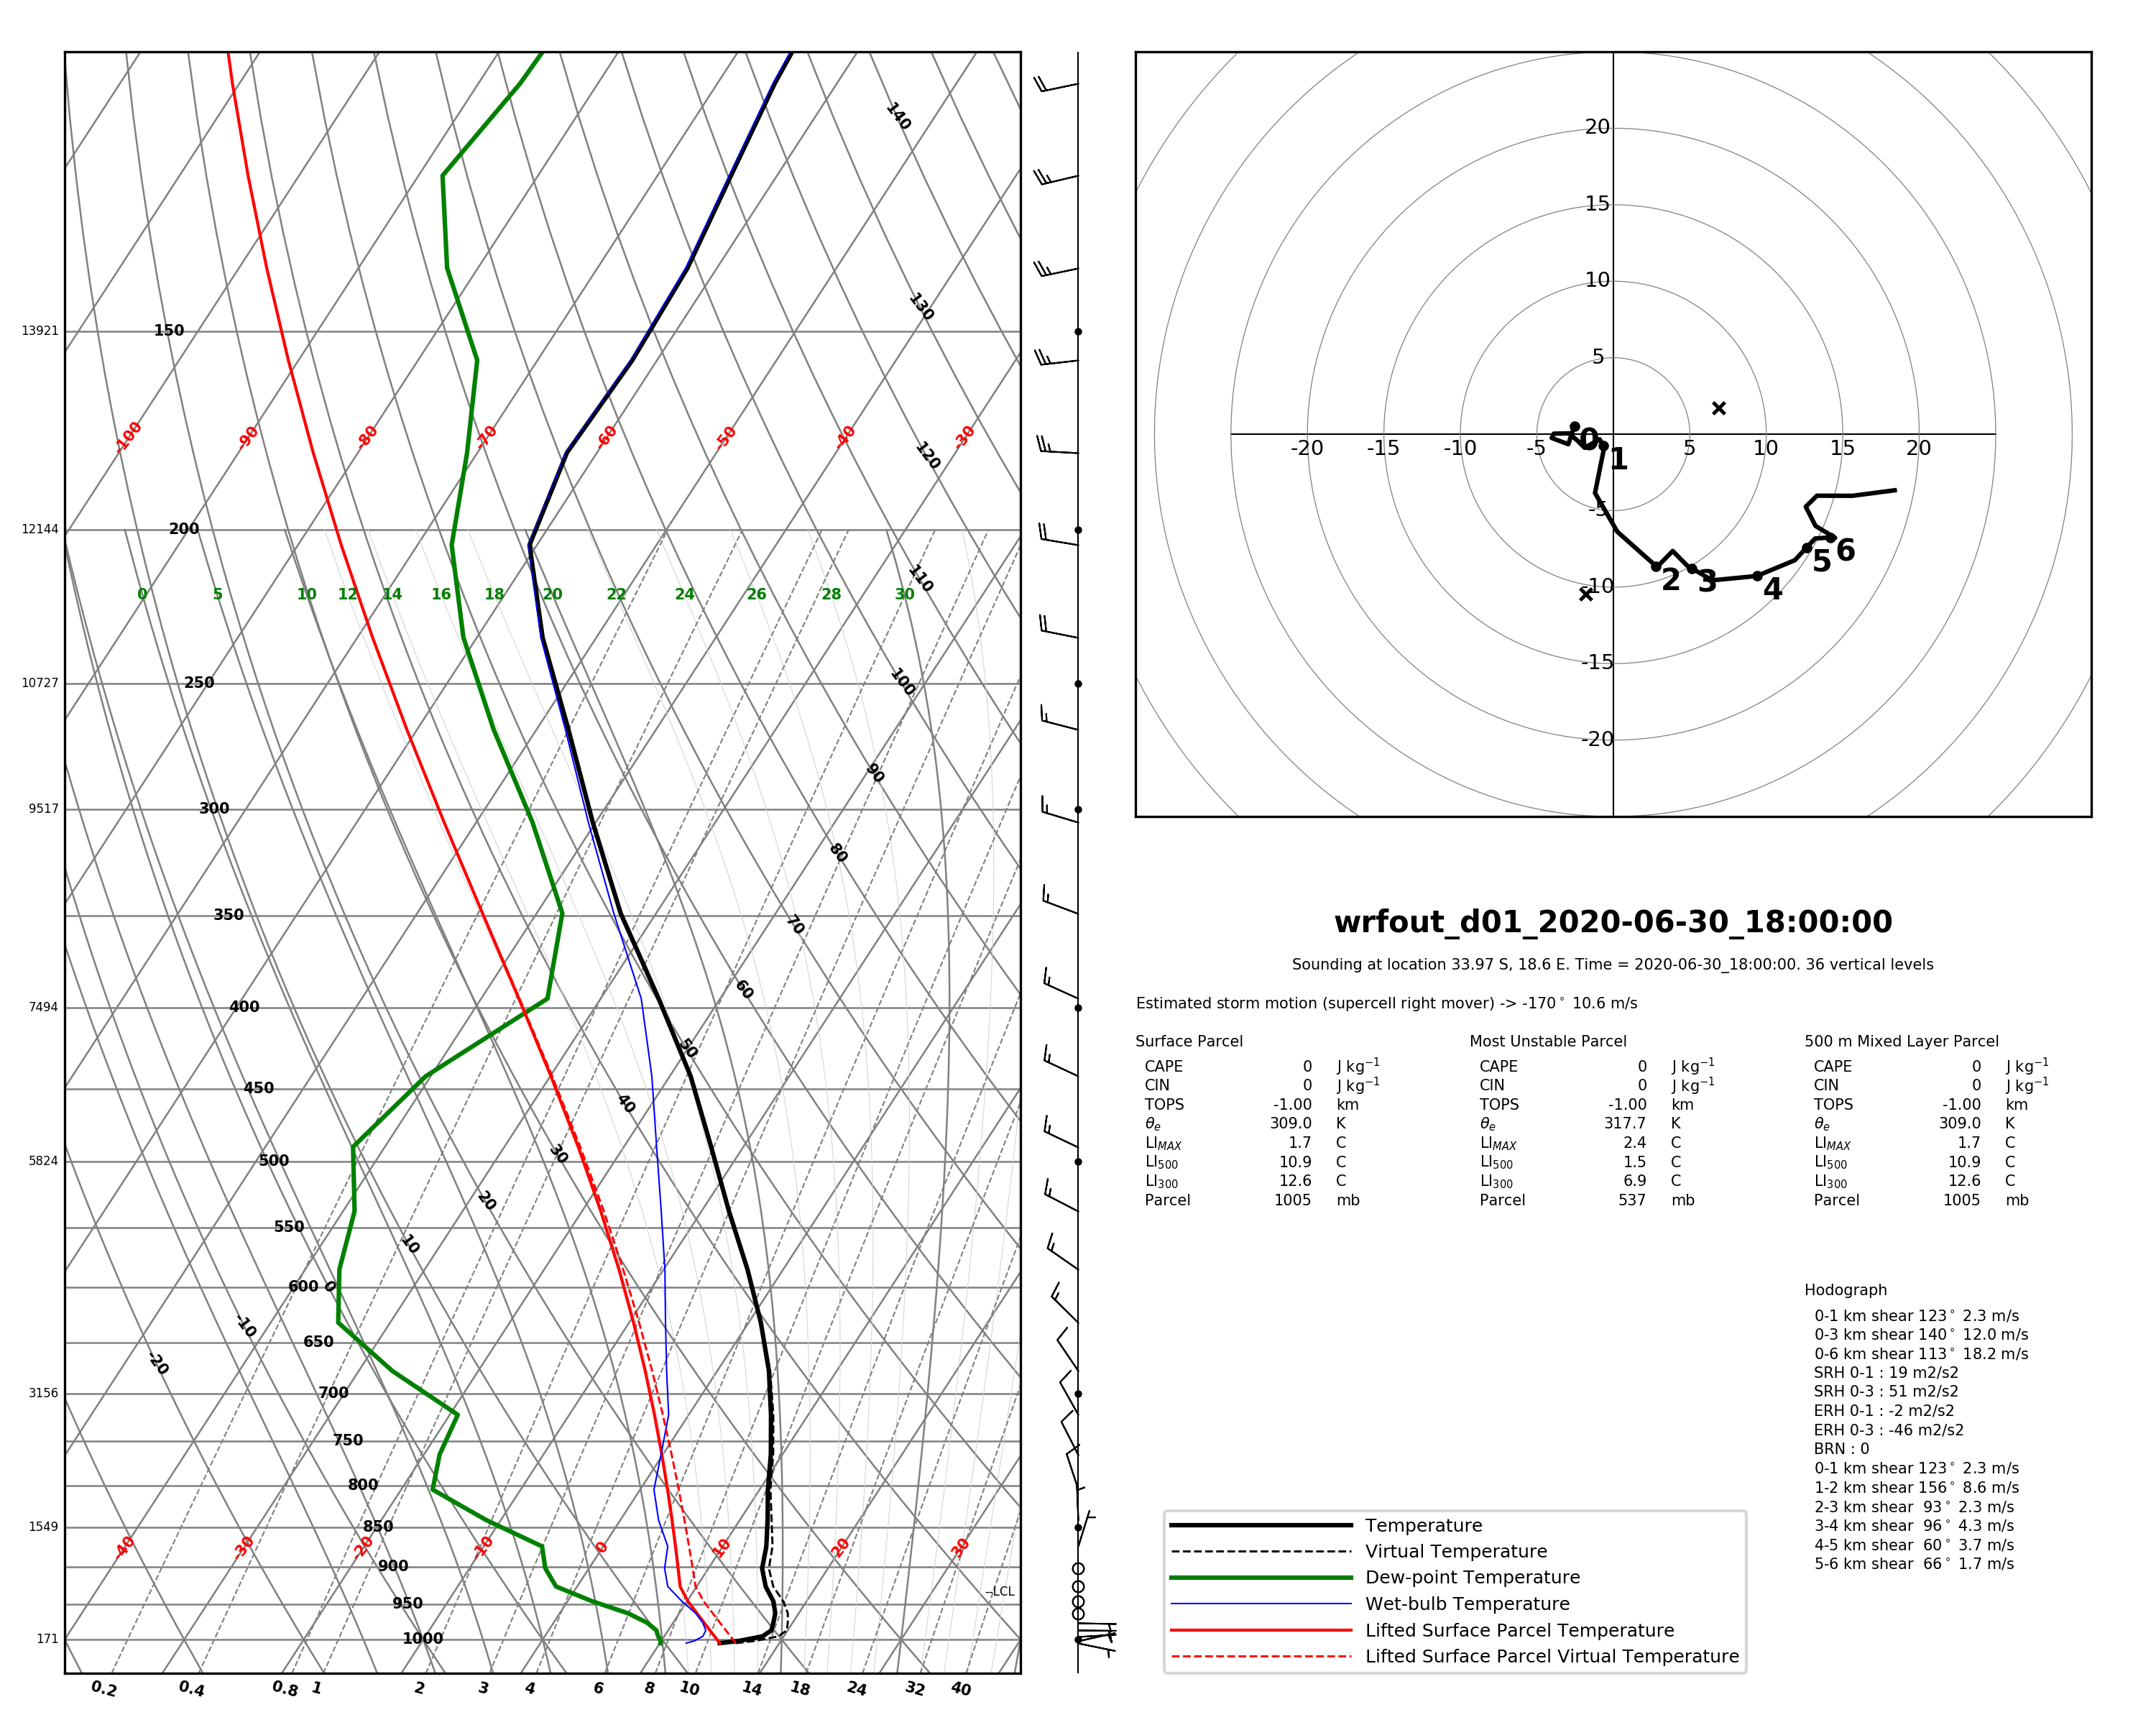 140
130
120
110
100
90
80
70
60
50
40
30
20
10
0
-10
-20
13921 150
-100 -90 -80 -70 -60 -50 -40 -30
12144 200
0 5 10 12 14 16 18 20 22 24 26 28 30
10727 250
9517 300
350
7494 400
450
5824 500
550
600
650
3156 700
750
800
1549 850
-40 -30 -20 -10 0 10 20 30
900
950 —LCL
171 1000
0.2 0.4 0.8 1 2 3 4 6 8 10 14 18 24 32 40
20
15
10
5
-20 -15 -10 -5 5 10 15 20
-5
-10
-15
-20
0 1 2 3 4 5 6
wrfout_d01_2020-06-30_18:00:00
Sounding at location 33.97 S, 18.6 E. Time = 2020-06-30_18:00:00. 36 vertical levels
Estimated storm motion (supercell right mover) -> -170° 10.6 m/s
Surface Parcel
CAPE 0 J kg⁻¹
CIN 0 J kg⁻¹
TOPS -1.00 km
θₑ 309.0 K
LI_MAX 1.7 C
LI₅₀₀ 10.9 C
LI₃₀₀ 12.6 C
Parcel 1005 mb
Most Unstable Parcel
CAPE 0 J kg⁻¹
CIN 0 J kg⁻¹
TOPS -1.00 km
θₑ 317.7 K
LI_MAX 2.4 C
LI₅₀₀ 1.5 C
LI₃₀₀ 6.9 C
Parcel 537 mb
500 m Mixed Layer Parcel
CAPE 0 J kg⁻¹
CIN 0 J kg⁻¹
TOPS -1.00 km
θₑ 309.0 K
LI_MAX 1.7 C
LI₅₀₀ 10.9 C
LI₃₀₀ 12.6 C
Parcel 1005 mb
Hodograph
0-1 km shear 123° 2.3 m/s
0-3 km shear 140° 12.0 m/s
0-6 km shear 113° 18.2 m/s
SRH 0-1 : 19 m2/s2
SRH 0-3 : 51 m2/s2
ERH 0-1 : -2 m2/s2
ERH 0-3 : -46 m2/s2
BRN : 0
0-1 km shear 123° 2.3 m/s
1-2 km shear 156° 8.6 m/s
2-3 km shear 93° 2.3 m/s
3-4 km shear 96° 4.3 m/s
4-5 km shear 60° 3.7 m/s
5-6 km shear 66° 1.7 m/s
Temperature
Virtual Temperature
Dew-point Temperature
Wet-bulb Temperature
Lifted Surface Parcel Temperature
Lifted Surface Parcel Virtual Temperature